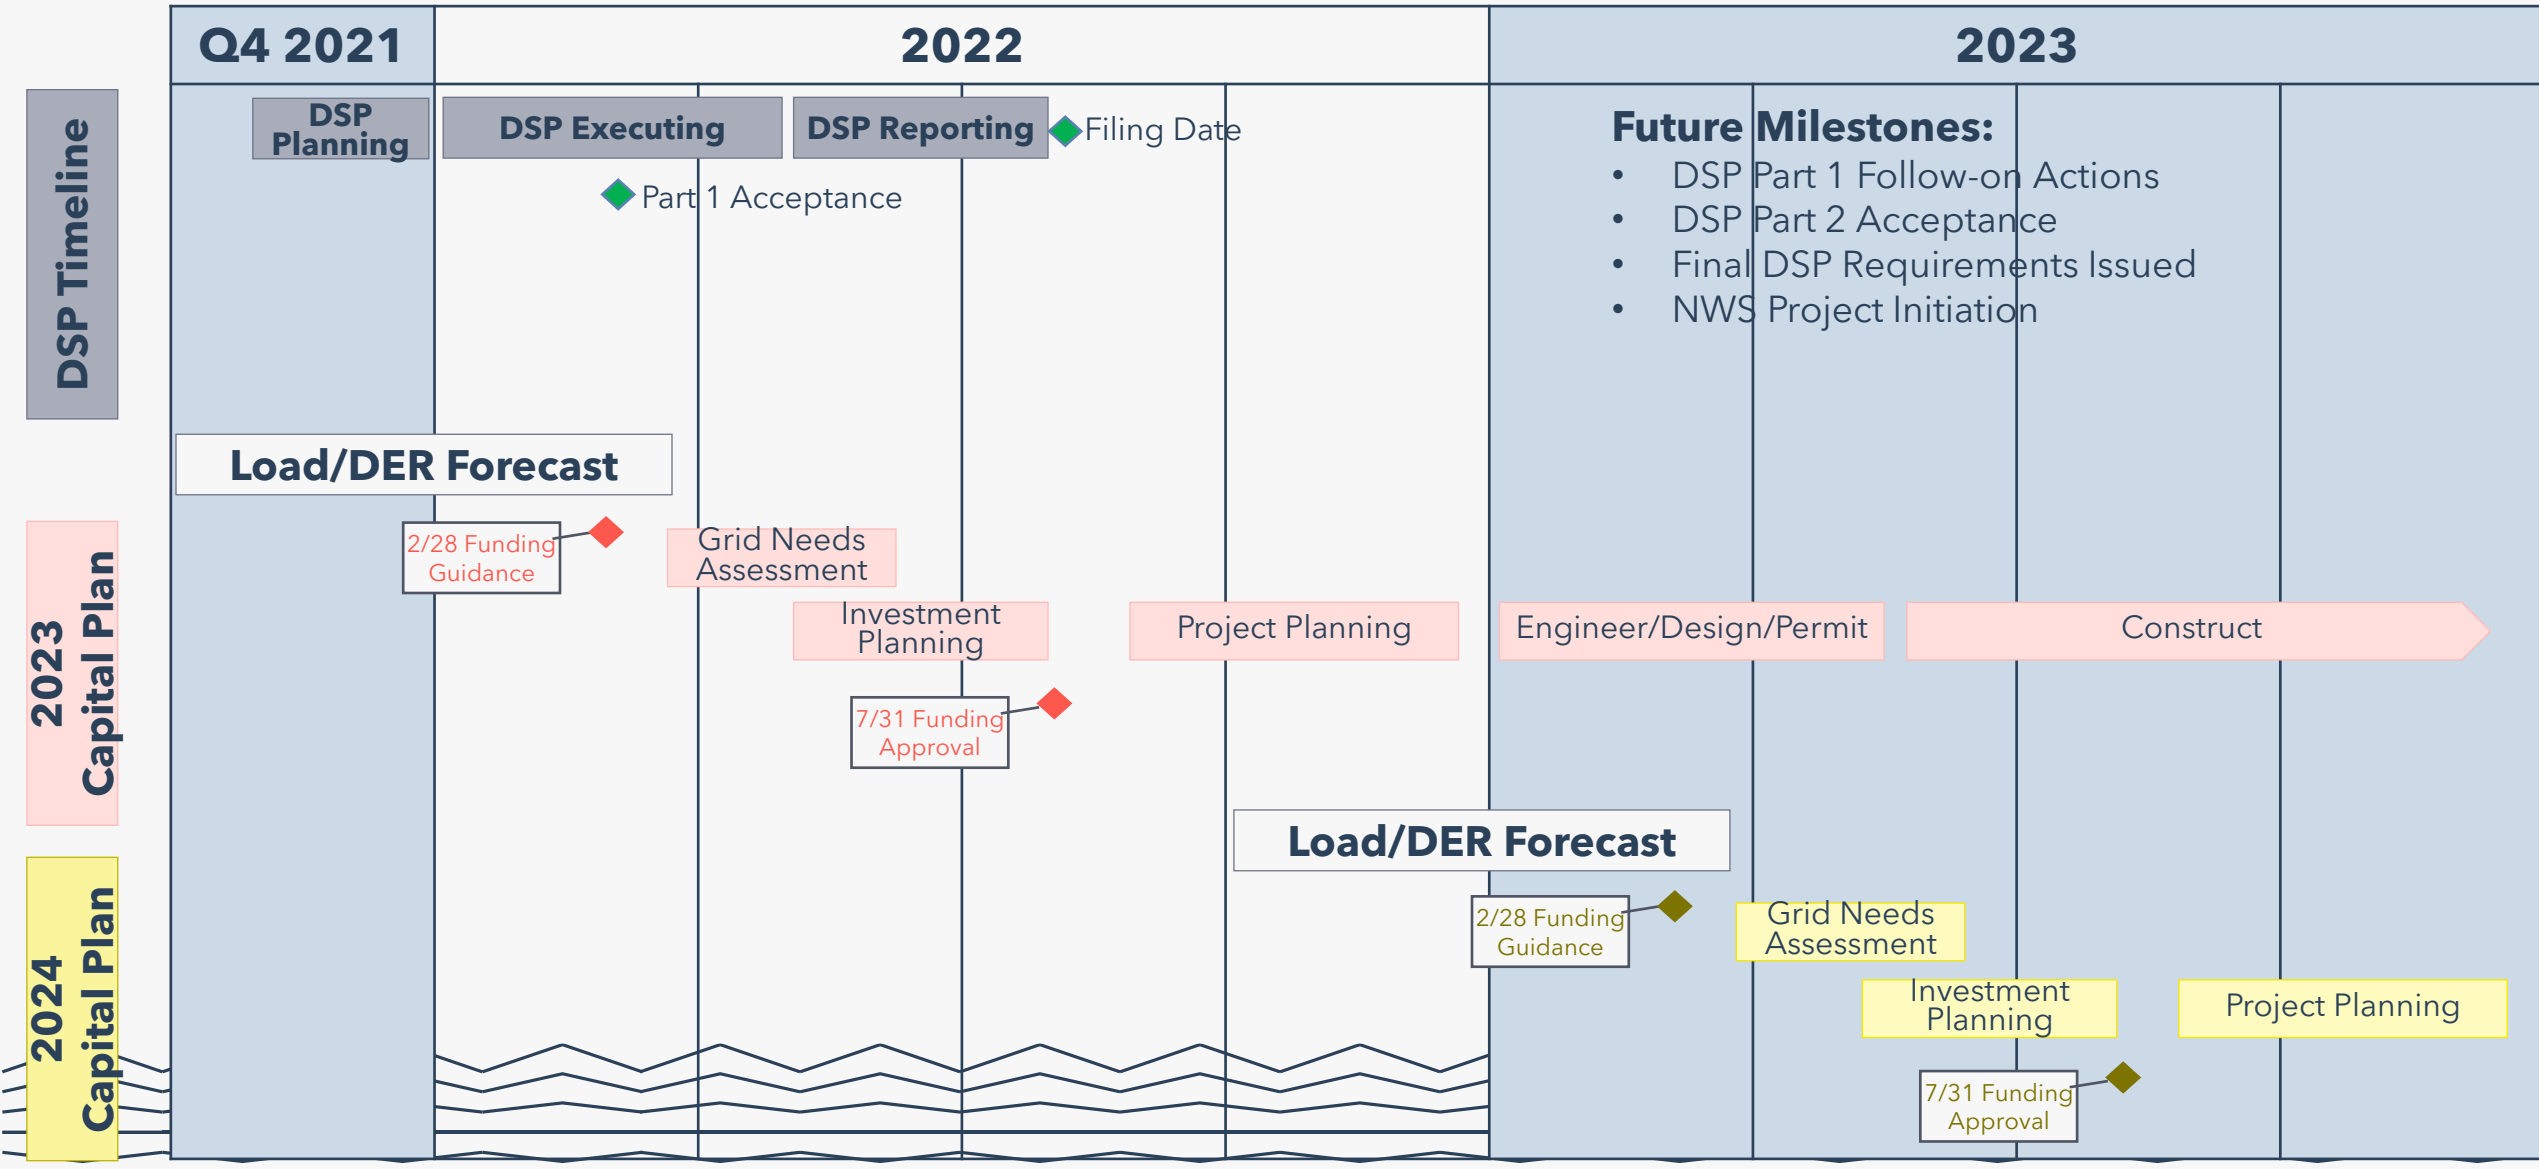 Q4 2021
2022
2023
DSP Timeline
DSP
Planning
DSP Executing
DSP Reporting
Filing Date
Part 1 Acceptance
Future Milestones:
• DSP Part 1 Follow-on Actions
• DSP Part 2 Acceptance
• Final DSP Requirements Issued
• NWS Project Initiation
2023
Capital Plan
Load/DER Forecast
2/28 Funding
Guidance
Grid Needs
Assessment
Investment
Planning
Project Planning
Engineer/Design/Permit
Construct
7/31 Funding
Approval
2024
Capital Plan
Load/DER Forecast
2/28 Funding
Guidance
Grid Needs
Assessment
Investment
Planning
Project Planning
7/31 Funding
Approval